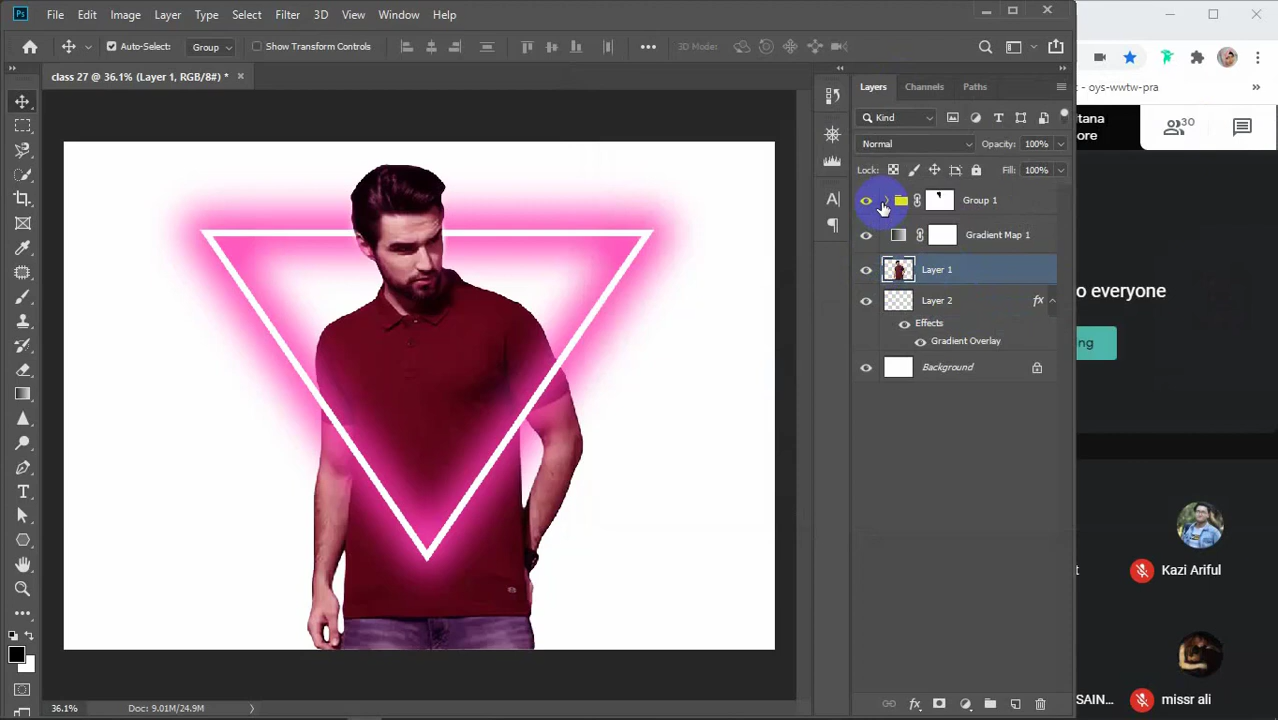 Ps File Edit Image Layer Type Select Filter 3D View Window Help
Auto-Select: Group Show Transform Controls 3D Mode:
class 27 @ 36.1% (Layer 1, RGB/8#) *
- oys-wwtw-pra
Layers Channels Paths
Kind
Normal Opacity: 100%
Lock: Fill: 100%
Group 1
Gradient Map 1
Layer 1
Layer 2 fx
Effects
Gradient Overlay
Background
tana
ore
30
o everyone
ng
t Kazi Ariful
SAIN... missr ali
36.1% Doc: 9.01M/24.9M
fx